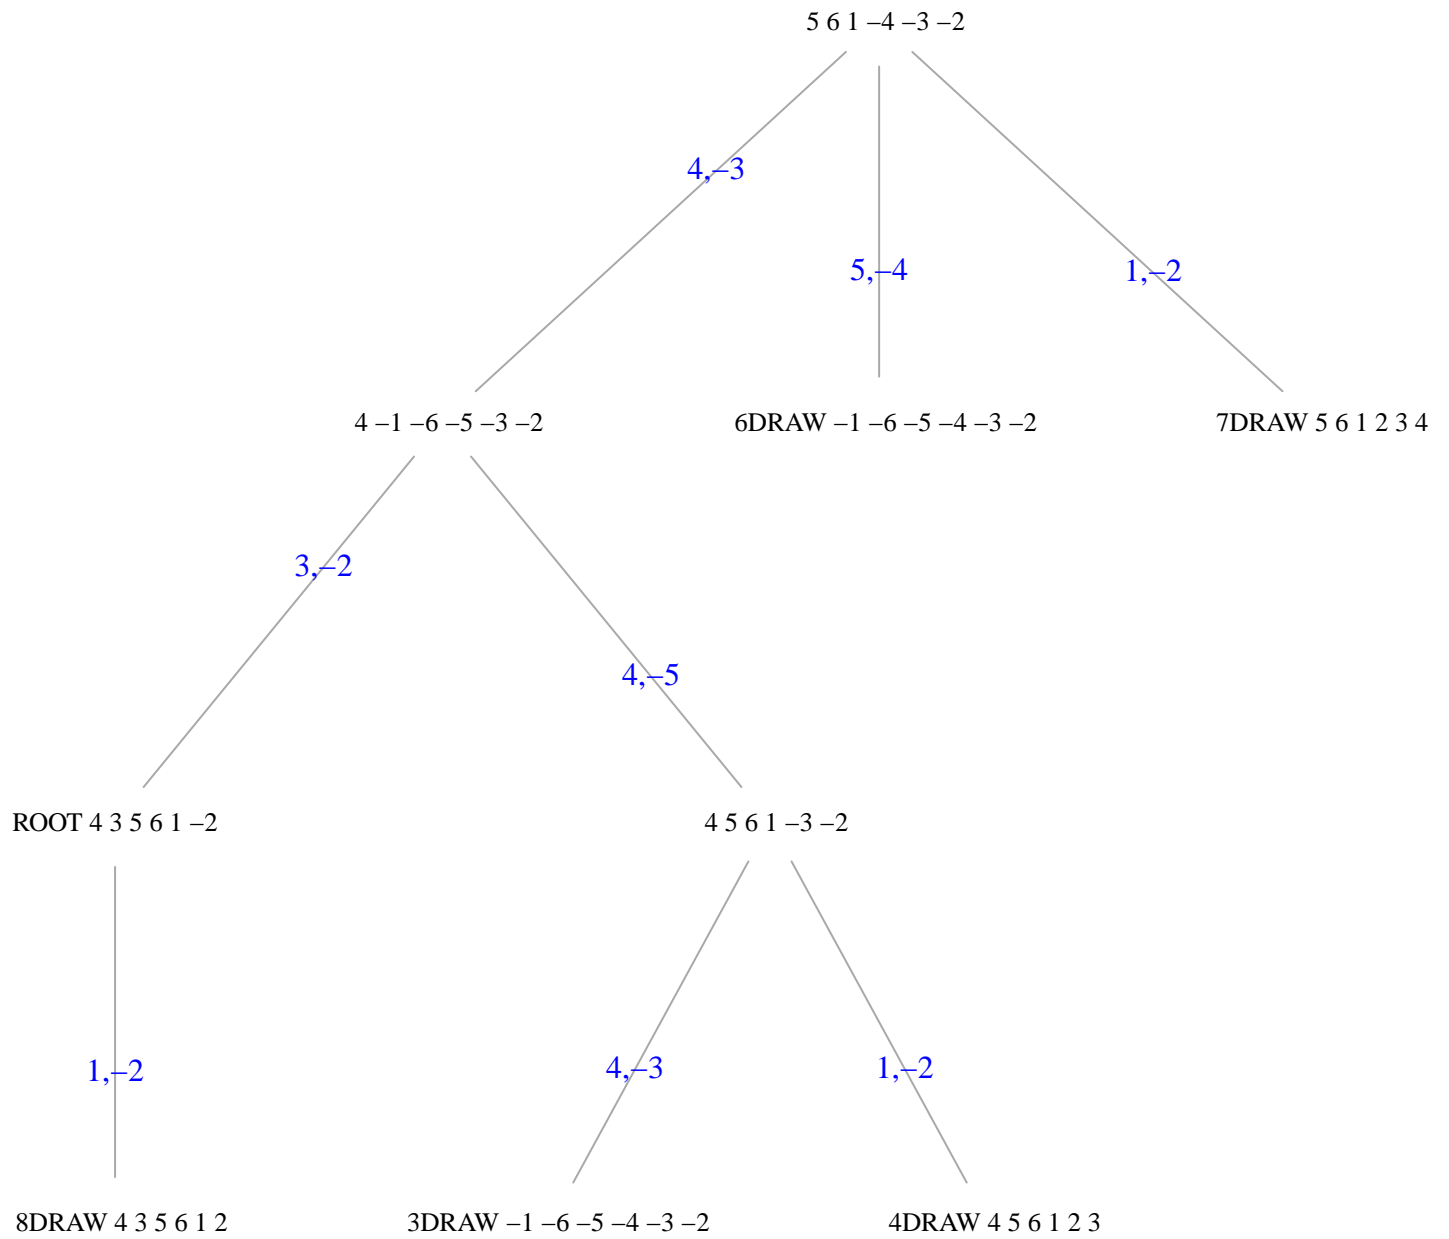 5 6 1 –4 –3 –2
4,–3
5,–4
1,–2
4 –1 –6 –5 –3 –2
6DRAW –1 –6 –5 –4 –3 –2
7DRAW 5 6 1 2 3 4
3,–2
4,–5
ROOT 4 3 5 6 1 –2
4 5 6 1 –3 –2
1,–2
4,–3
1,–2
8DRAW 4 3 5 6 1 2
3DRAW –1 –6 –5 –4 –3 –2
4DRAW 4 5 6 1 2 3